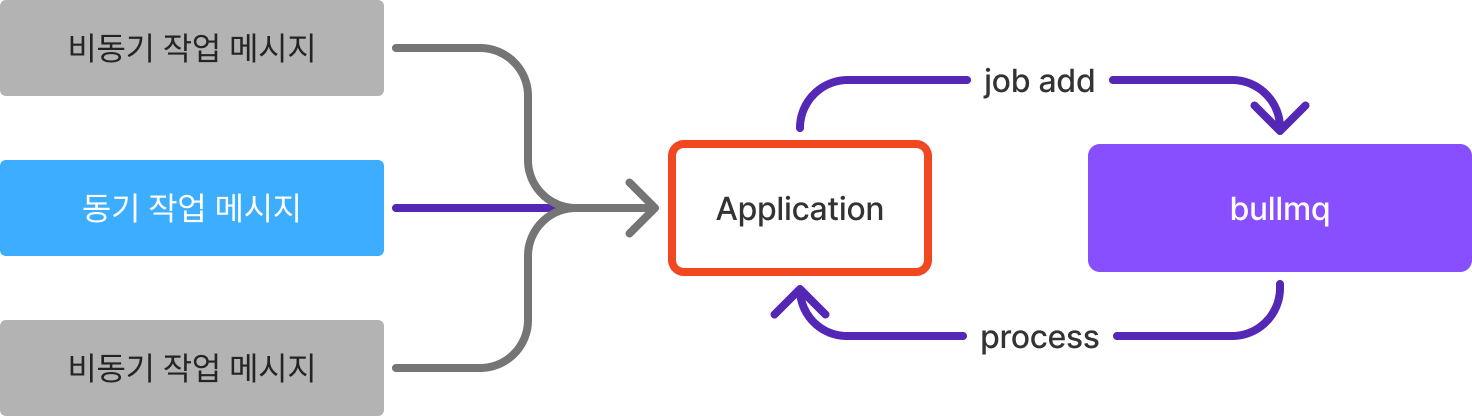 비동기 작업 메시지
동기 작업 메시지
비동기 작업 메시지
Application
job add
bullmq
process